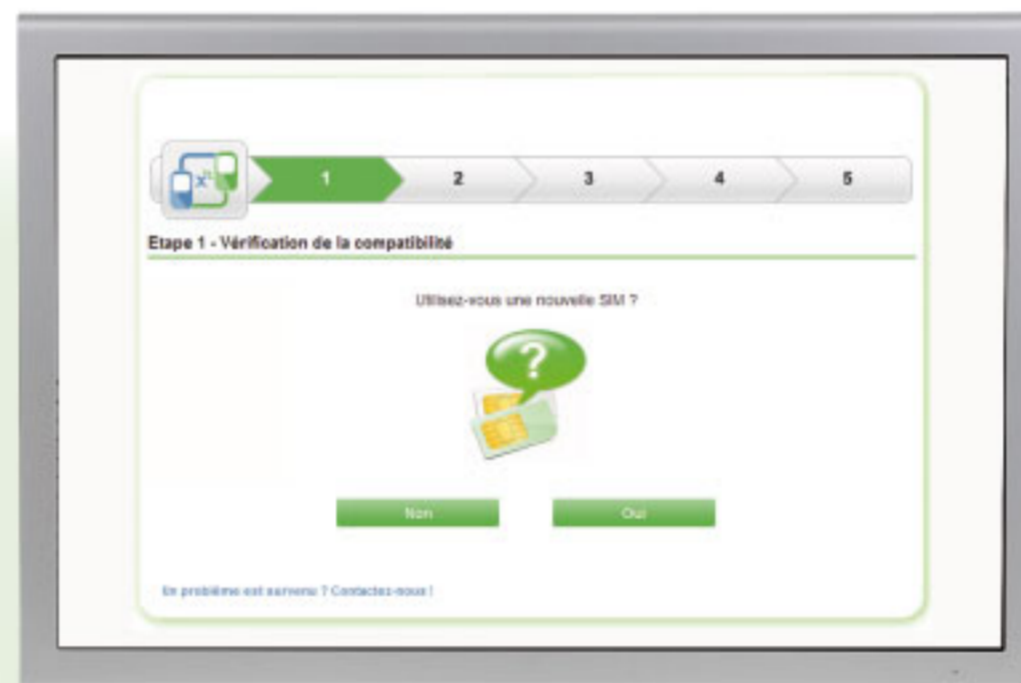 1 2 3 4 5
Etape 1 - Vérification de la compatibilité
Utilisez-vous une nouvelle SIM ?
?
Non Oui
Un problème est survenu ? Contactez-nous !